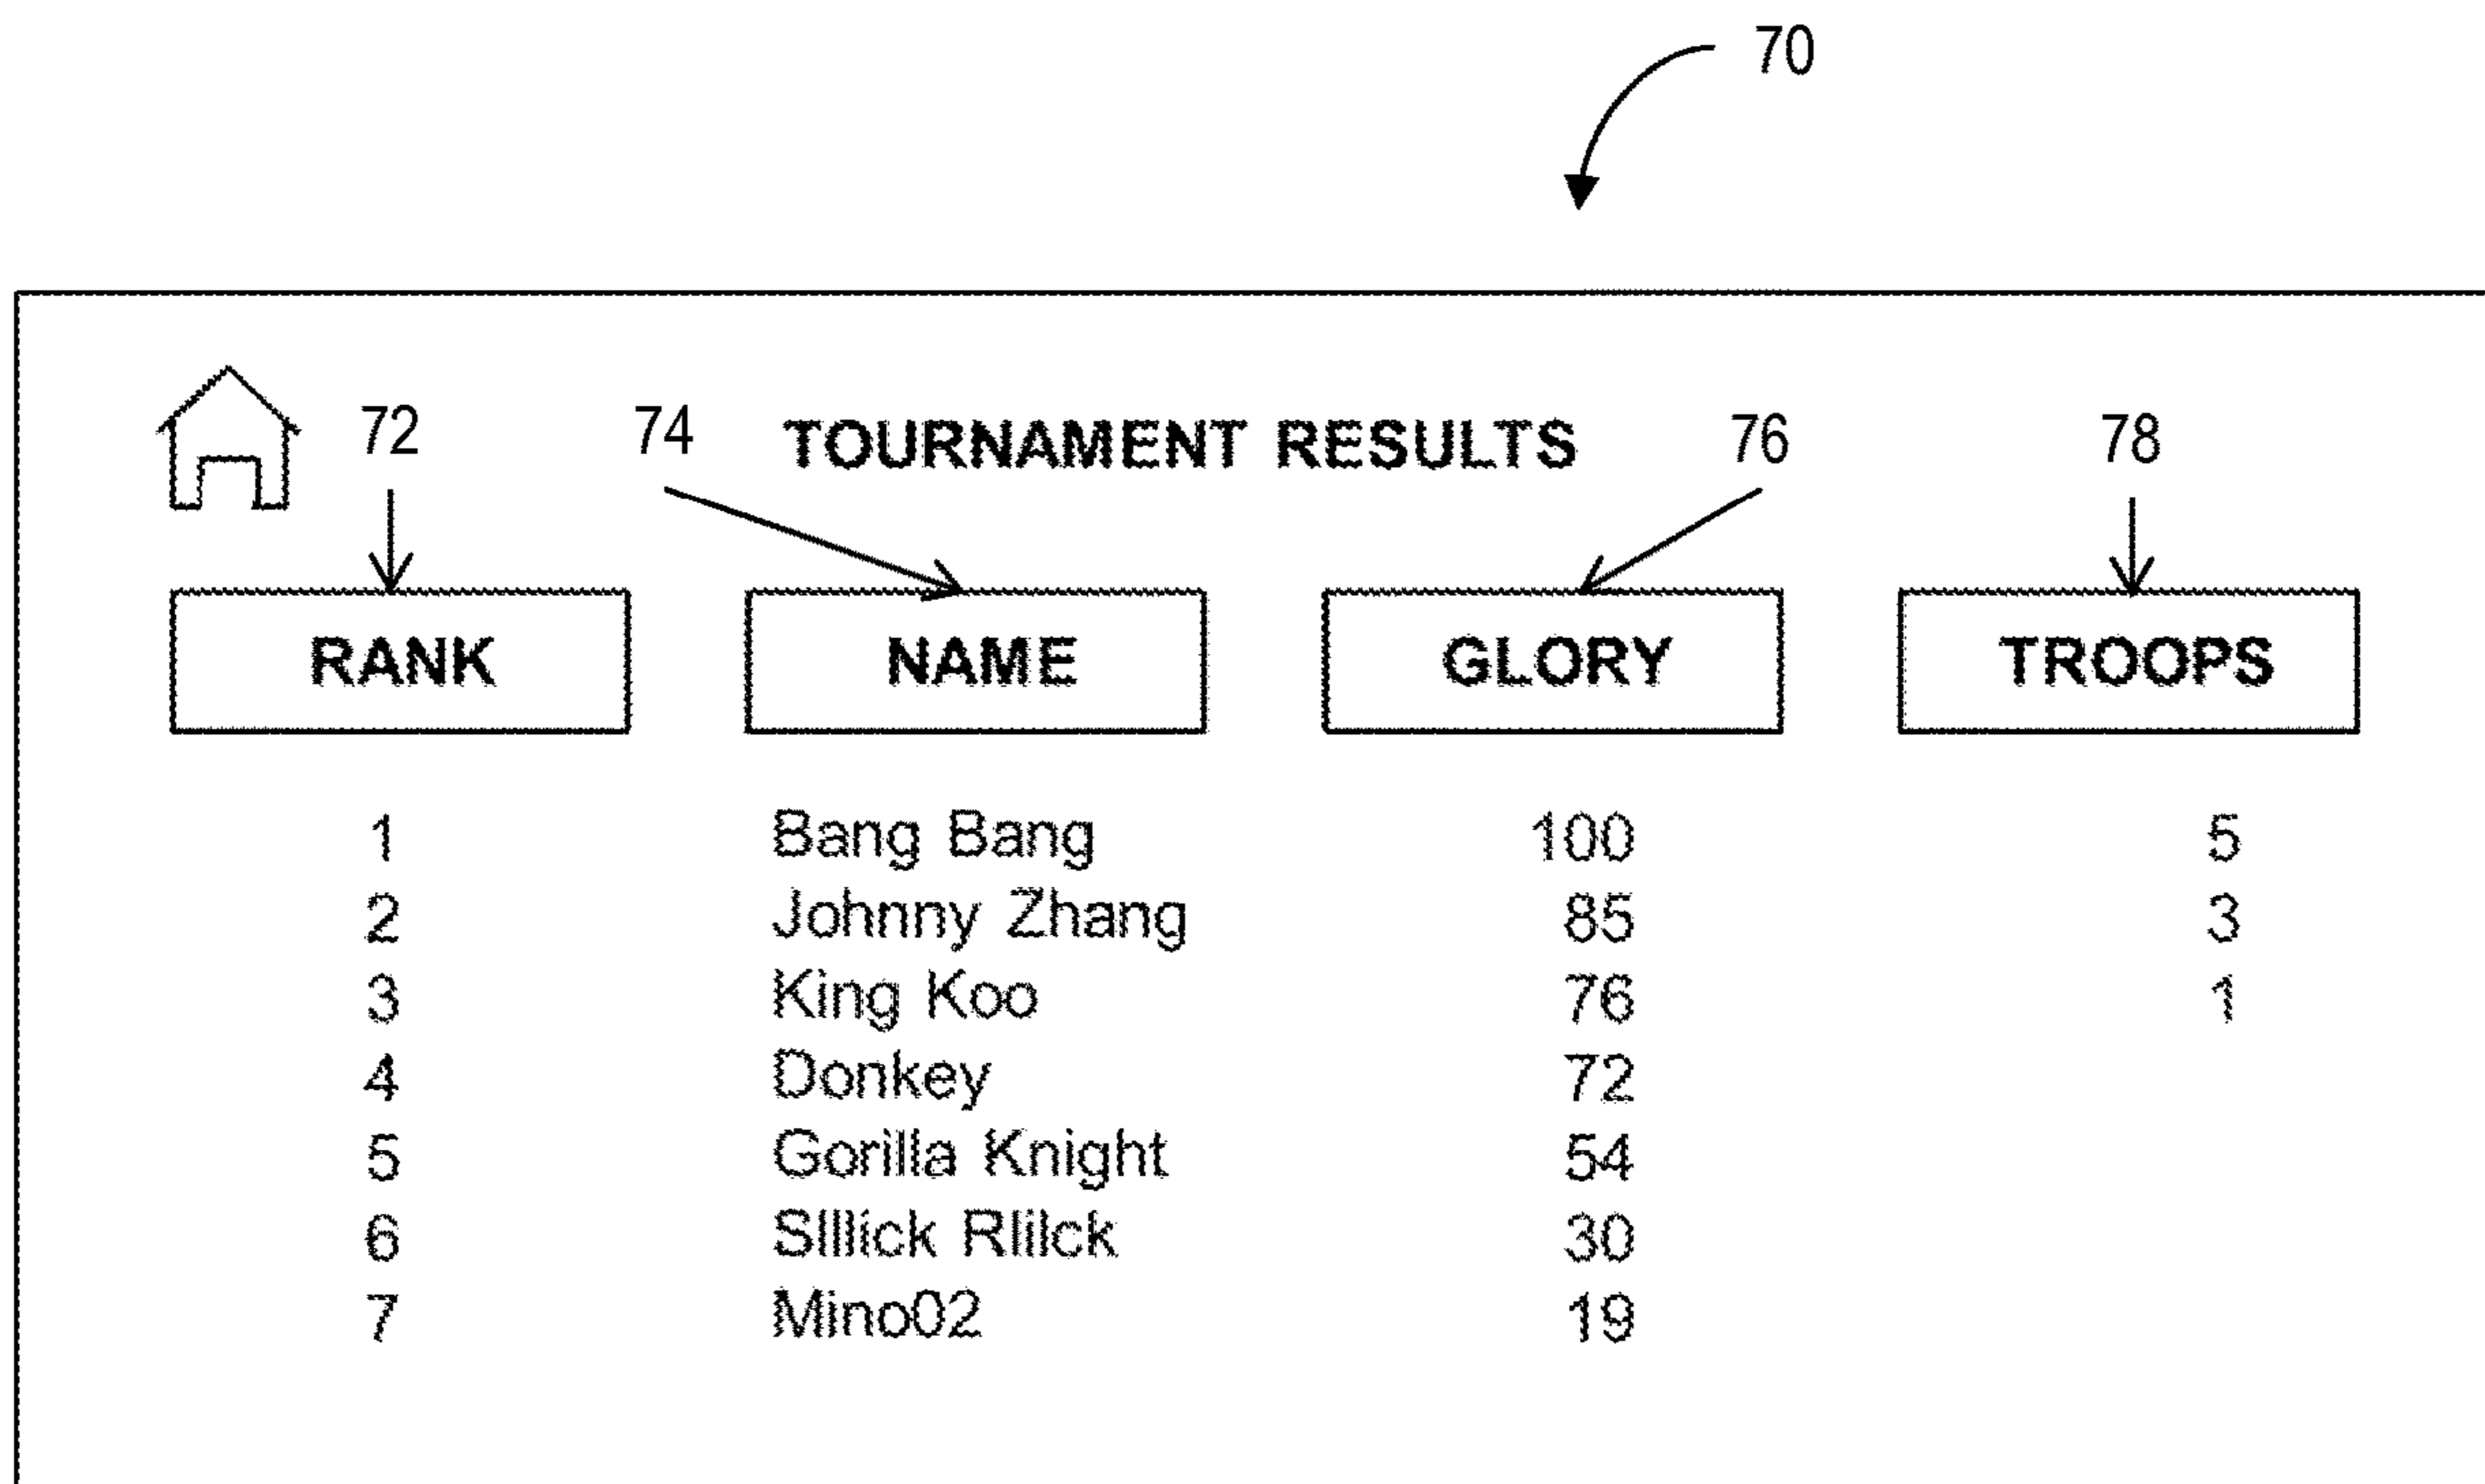 70
72 74 TOURNAMENT RESULTS 76 78
RANK NAME GLORY TROOPS
1 Bang Bang 100 5
2 Johnny Zhang 85 3
3 King Koo 76 1
4 Donkey 72
5 Gorilla Knight 54
6 Slllick Rlilck 30
7 Mino02 19